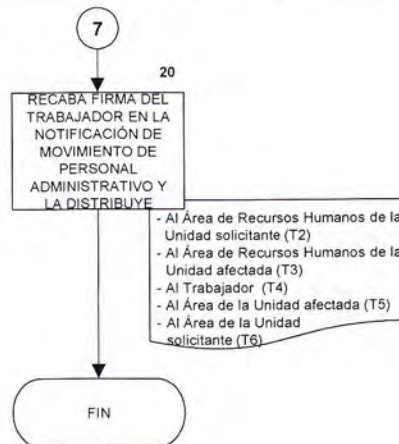 7
20
RECABA FIRMA DEL
TRABAJADOR EN LA
NOTIFICACIÓN DE
MOVIMIENTO DE
PERSONAL
ADMINISTRATIVO Y
LA DISTRIBUYE
- Al Área de Recursos Humanos de la
Unidad solicitante (T2)
- Al Área de Recursos Humanos de la
Unidad afectada (T3)
- Al Trabajador (T4)
- Al Área de la Unidad afectada (T5)
- Al Área de la Unidad
solicitante (T6)
FIN